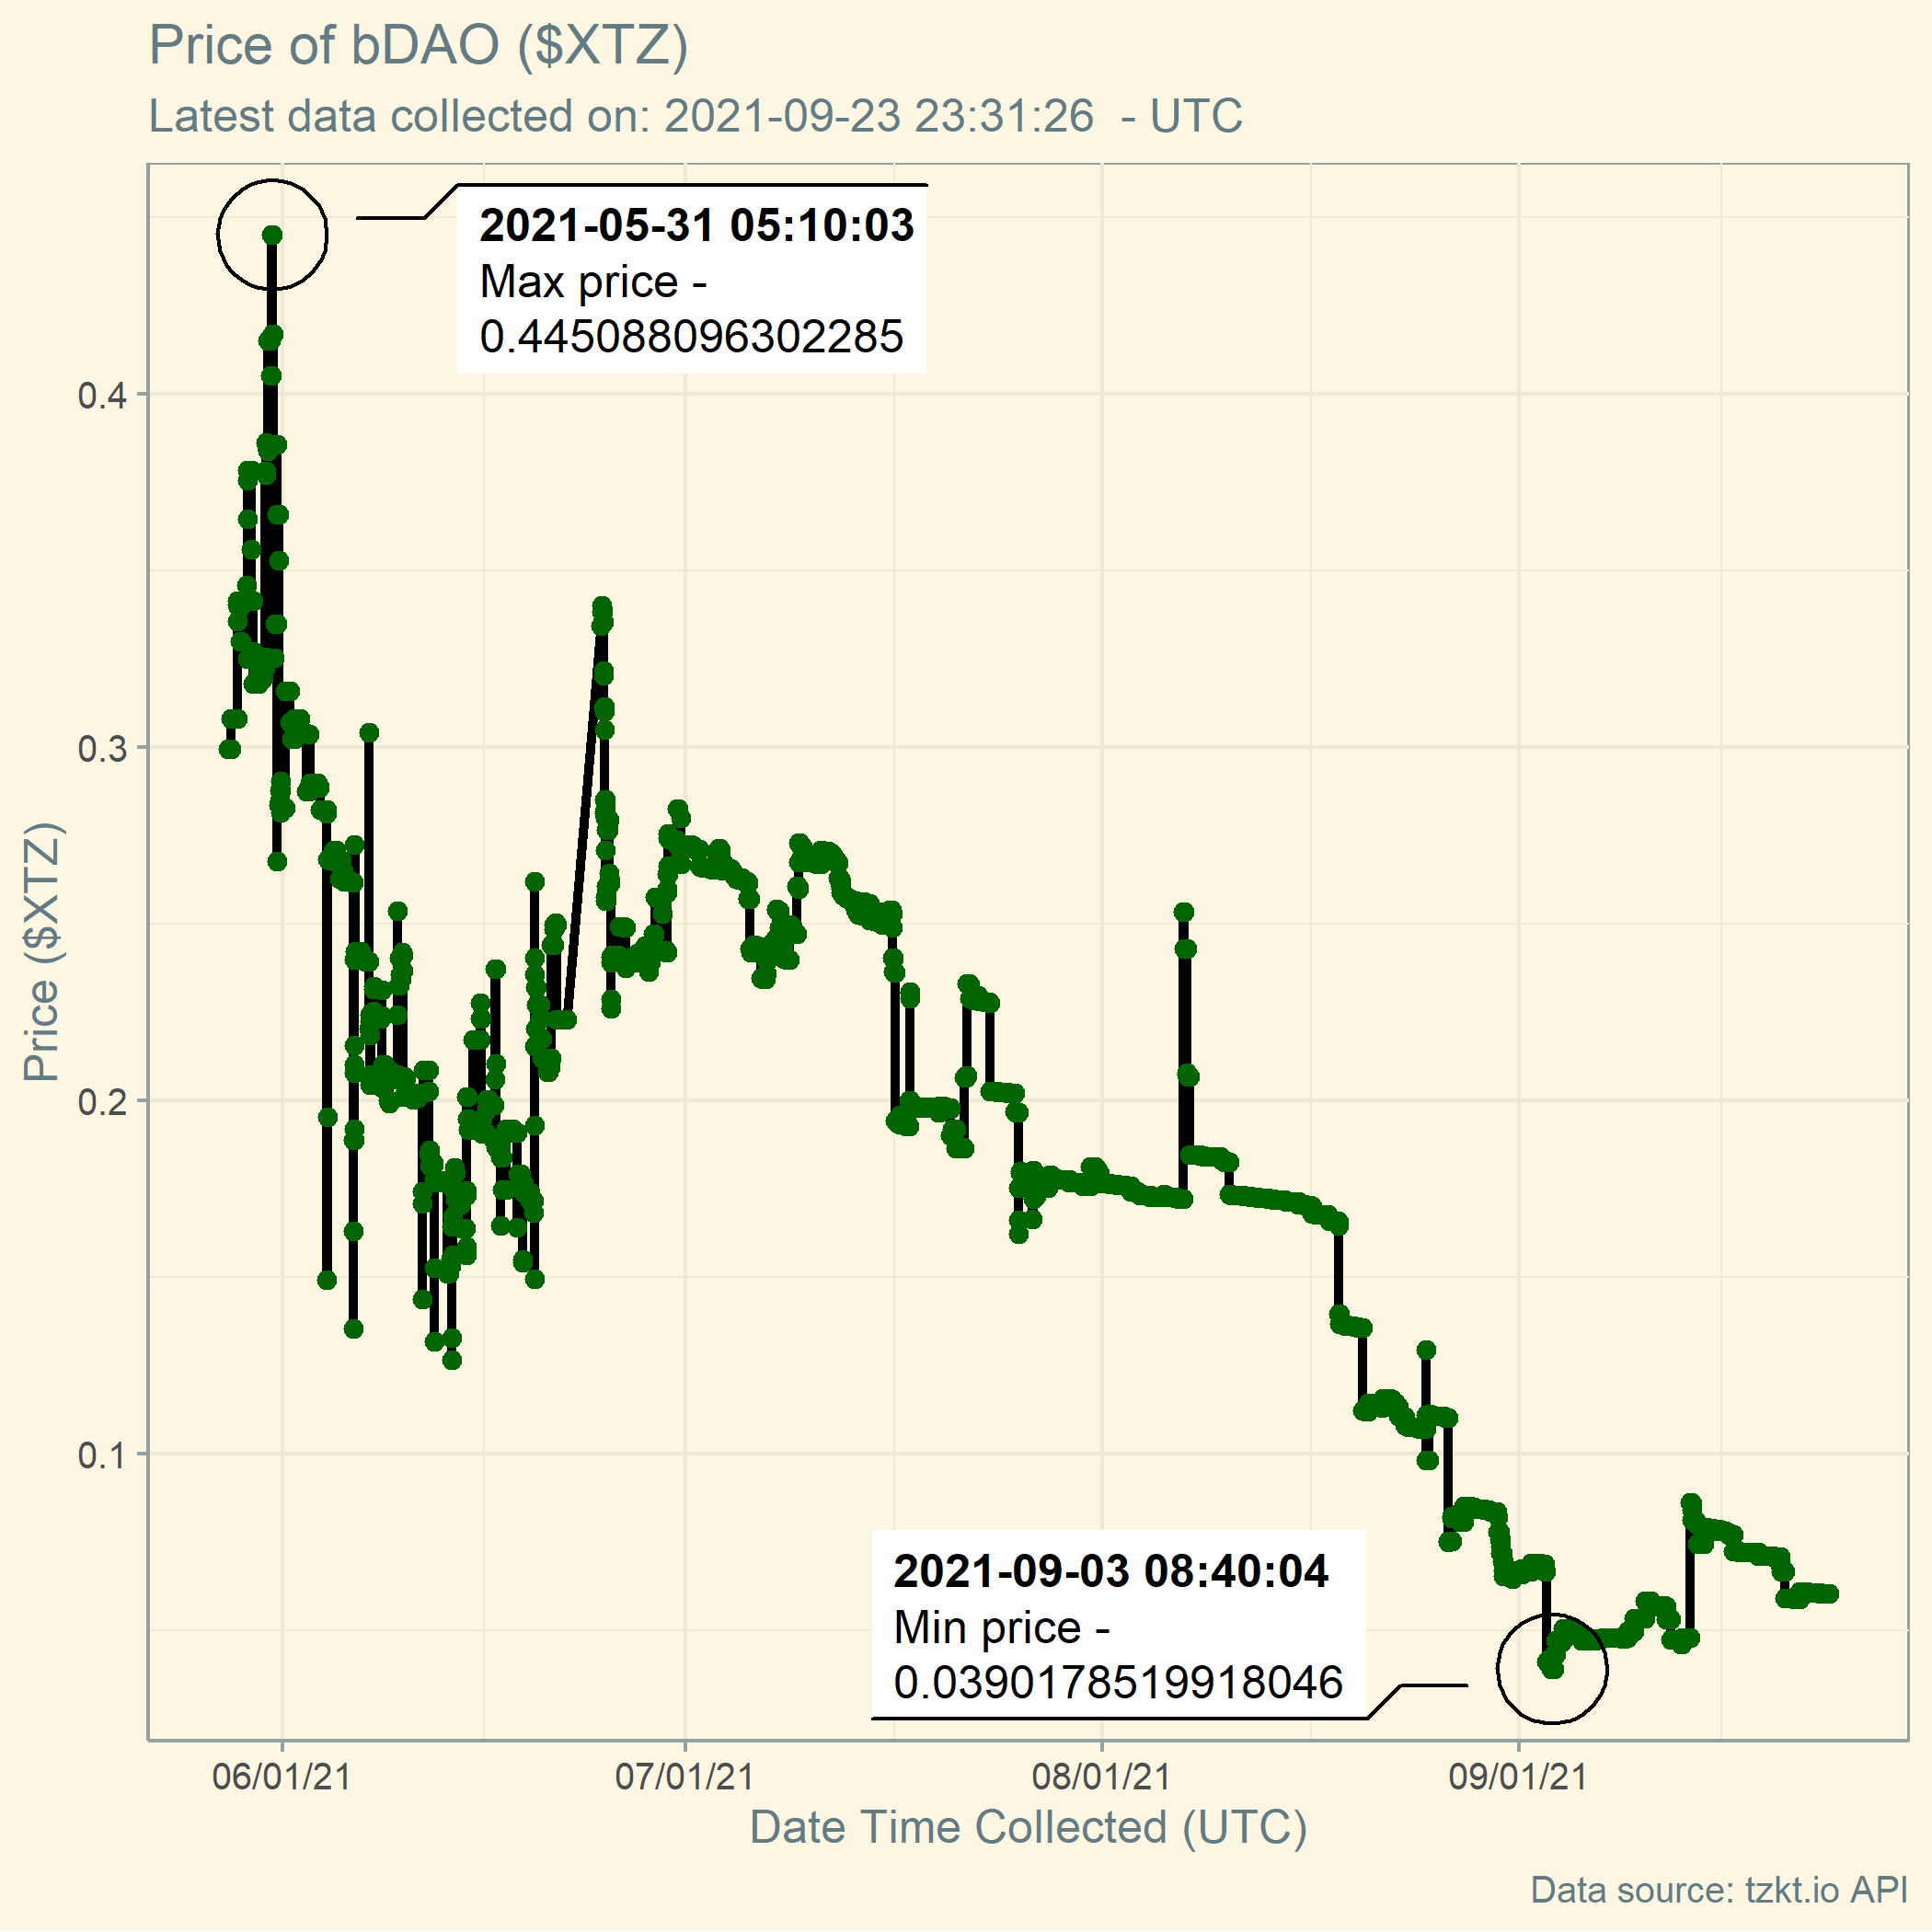 Price of bDAO ($XTZ)
Latest data collected on: 2021-09-23 23:31:26  - UTC
2021-05-31 05:10:03
Max price -
0.445088096302285
0.4
0.3
0.2
0.1
Price ($XTZ)
2021-09-03 08:40:04
Min price -
0.0390178519918046
06/01/21
07/01/21
08/01/21
09/01/21
Date Time Collected (UTC)
Data source: tzkt.io API